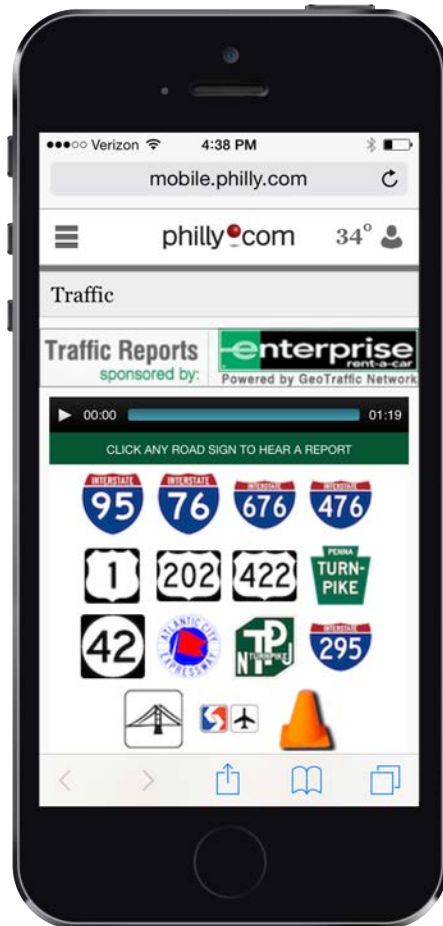 Verizon 4:38 PM
mobile.philly.com
philly.com 34°
Traffic
Traffic Reports
sponsored by:
enterprise
rent-a-car
Powered by GeoTraffic Network
00:00 01:19
CLICK ANY ROAD SIGN TO HEAR A REPORT
INTERSTATE 95 INTERSTATE 76 INTERSTATE 676 INTERSTATE 476
1 202 422 PENNA TURN-PIKE
42 ATLANTIC CITY EXPRESSWAY NJ TP TURNPIKE INTERSTATE 295